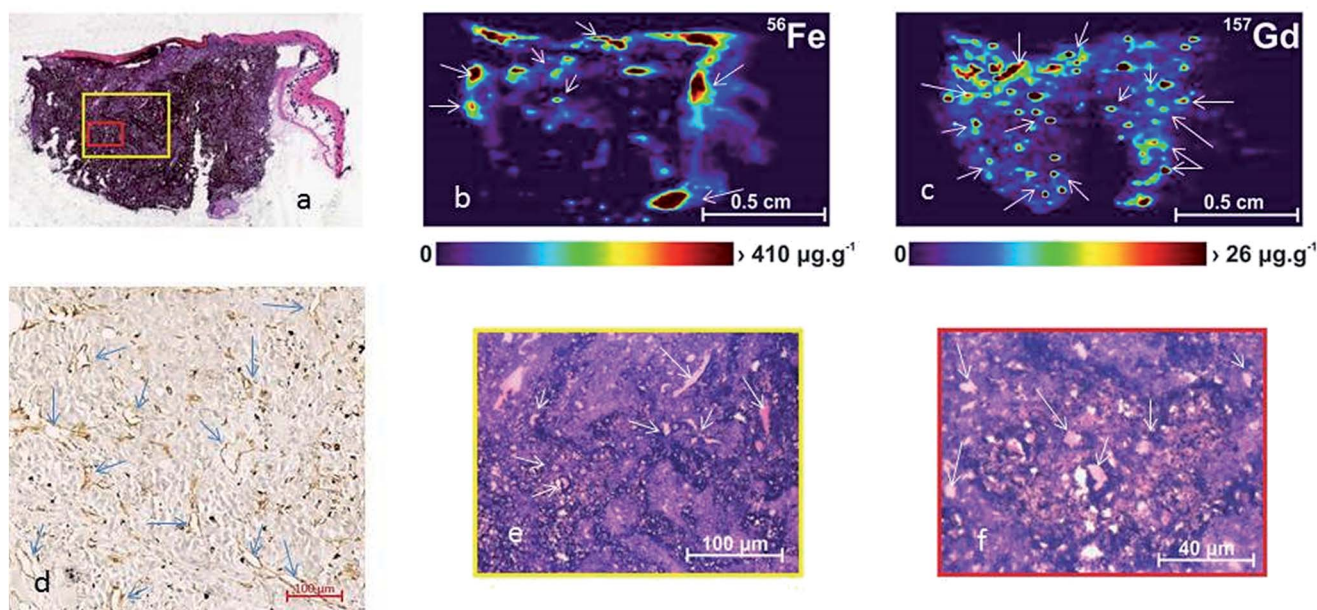 a
⁵⁶Fe
b
0.5 cm
¹⁵⁷Gd
c
0.5 cm
0 > 410 µg.g⁻¹
0 > 26 µg.g⁻¹
d
100 µm
e
100 µm
f
40 µm